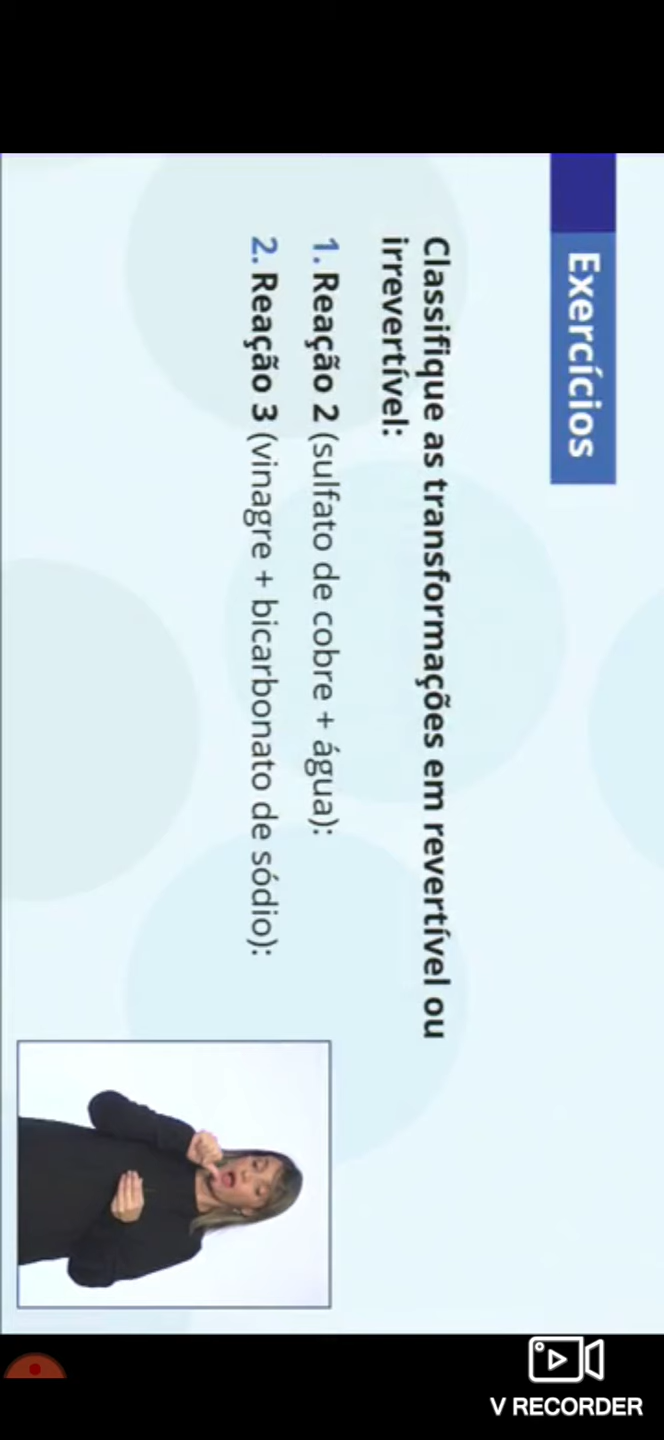 Exercícios
Classifique as transformações em revertível ou
irrevertível:
1. Reação 2 (sulfato de cobre + água):
2. Reação 3 (vinagre + bicarbonato de sódio):
V RECORDER